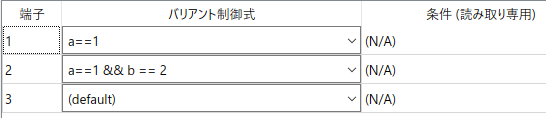 端子 バリアント制御式 条件 (読み取り専用)
1 a==1 (N/A)
2 a==1 && b == 2 (N/A)
3 (default) (N/A)